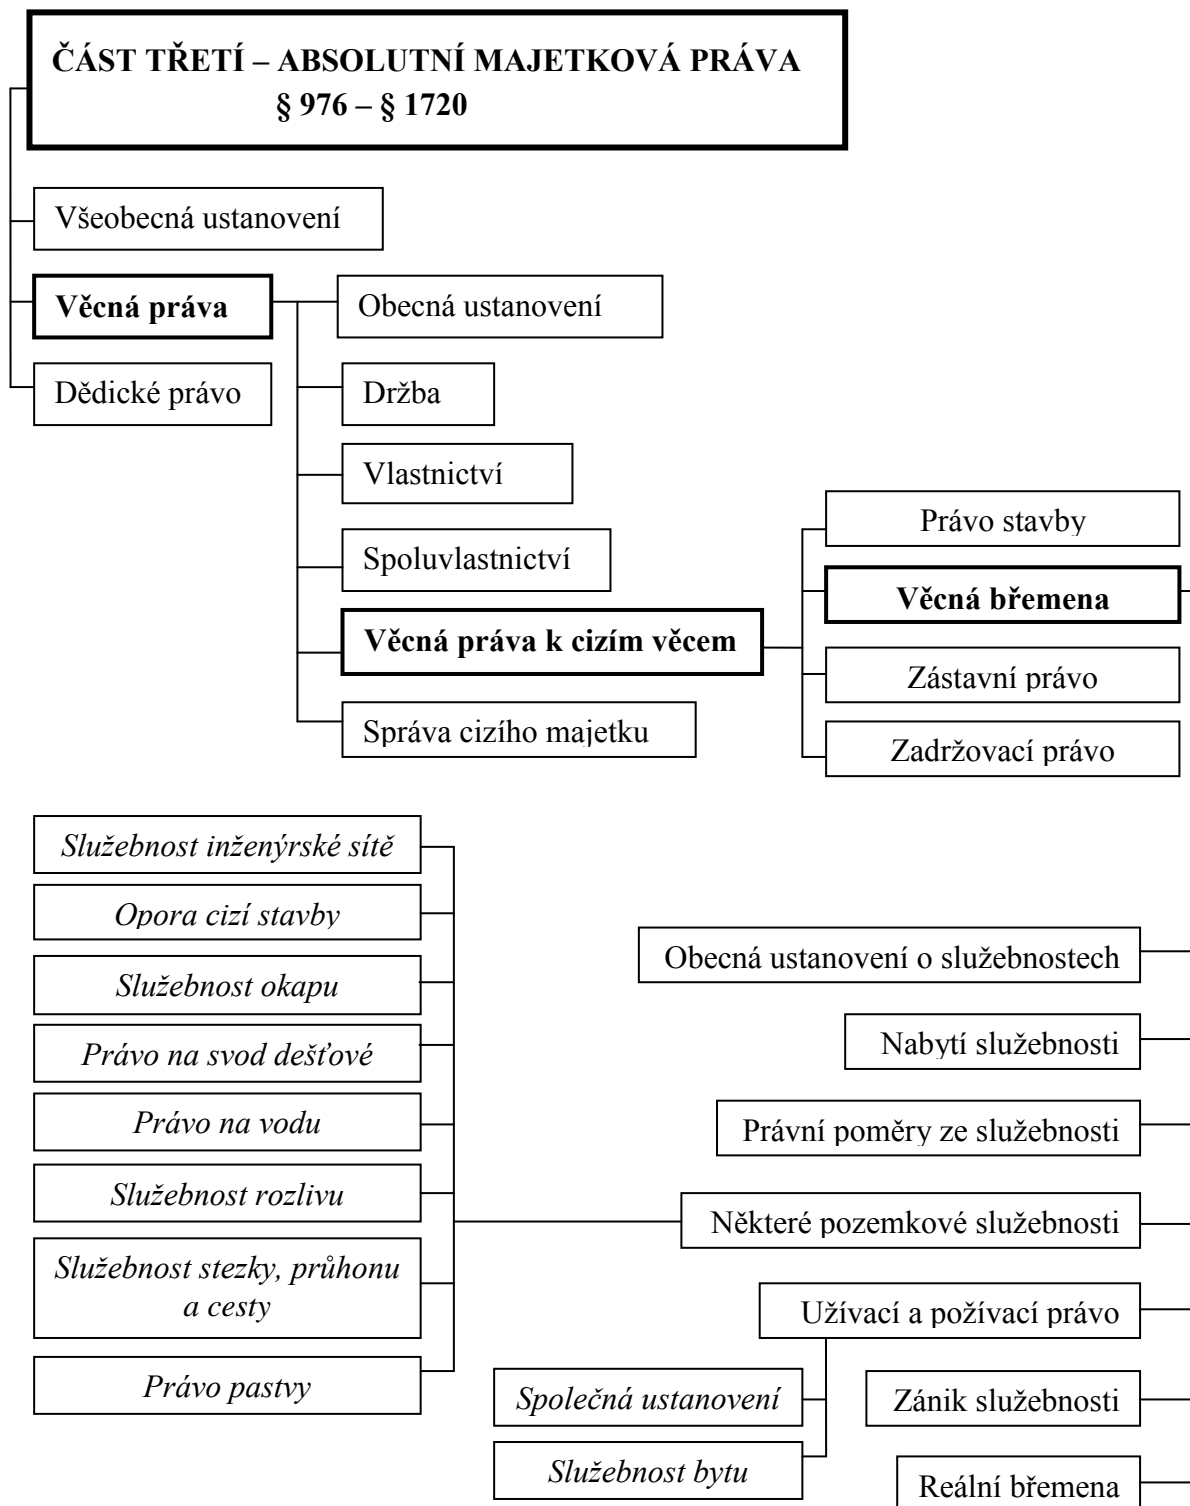 ČÁST TŘETÍ – ABSOLUTNÍ MAJETKOVÁ PRÁVA
§ 976 – § 1720
Všeobecná ustanovení
Věcná práva
Obecná ustanovení
Dědické právo
Držba
Vlastnictví
Spoluvlastnictví
Věcná práva k cizím věcem
Správa cizího majetku
Právo stavby
Věcná břemena
Zástavní právo
Zadržovací právo
Služebnost inženýrské sítě
Opora cizí stavby
Služebnost okapu
Právo na svod dešťové
Právo na vodu
Služebnost rozlivu
Služebnost stezky, průhonu
a cesty
Právo pastvy
Obecná ustanovení o služebnostech
Nabytí služebnosti
Právní poměry ze služebnosti
Některé pozemkové služebnosti
Užívací a požívací právo
Společná ustanovení
Služebnost bytu
Zánik služebnosti
Reální břemena